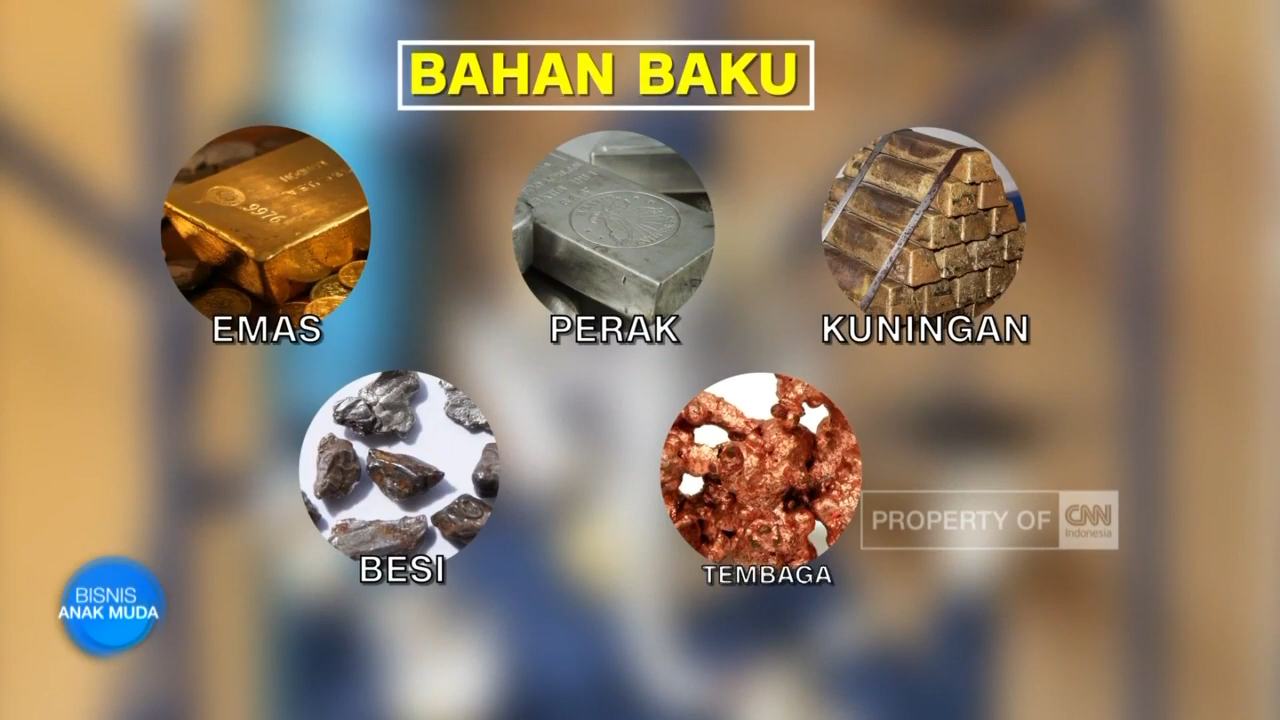 BAHAN BAKU
EMAS
PERAK
KUNINGAN
BESI
TEMBAGA
PROPERTY OF CNN Indonesia
BISNIS
ANAK MUDA